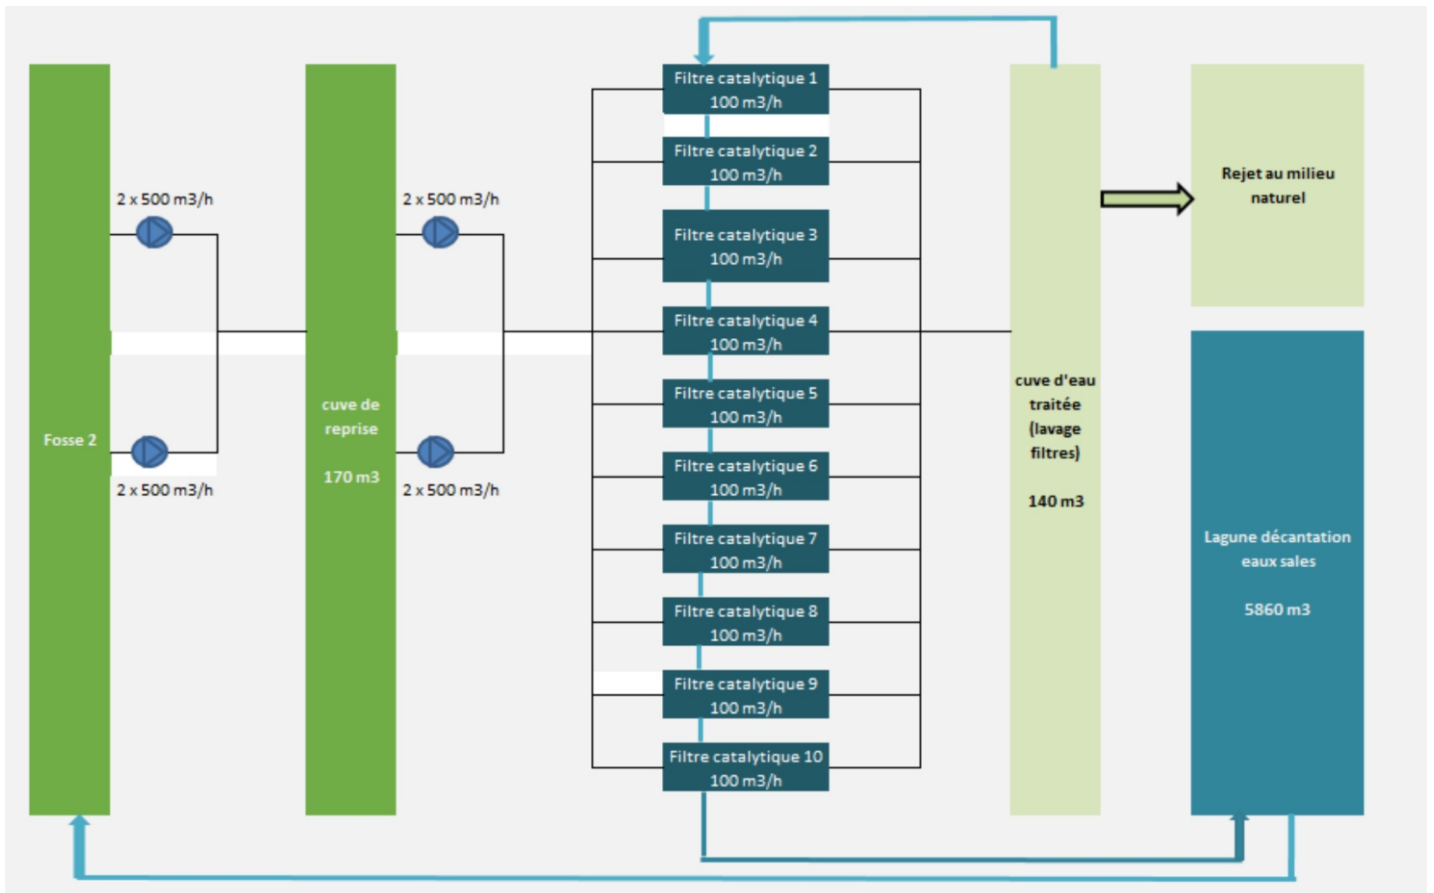 Fosse 2
2 x 500 m3/h
2 x 500 m3/h
cuve de
reprise
170 m3
2 x 500 m3/h
2 x 500 m3/h
Filtre catalytique 1
100 m3/h
Filtre catalytique 2
100 m3/h
Filtre catalytique 3
100 m3/h
Filtre catalytique 4
100 m3/h
Filtre catalytique 5
100 m3/h
Filtre catalytique 6
100 m3/h
Filtre catalytique 7
100 m3/h
Filtre catalytique 8
100 m3/h
Filtre catalytique 9
100 m3/h
Filtre catalytique 10
100 m3/h
cuve d'eau
traitée
(lavage
filtres)
140 m3
Rejet au milieu
naturel
Lagune décantation
eaux sales
5860 m3